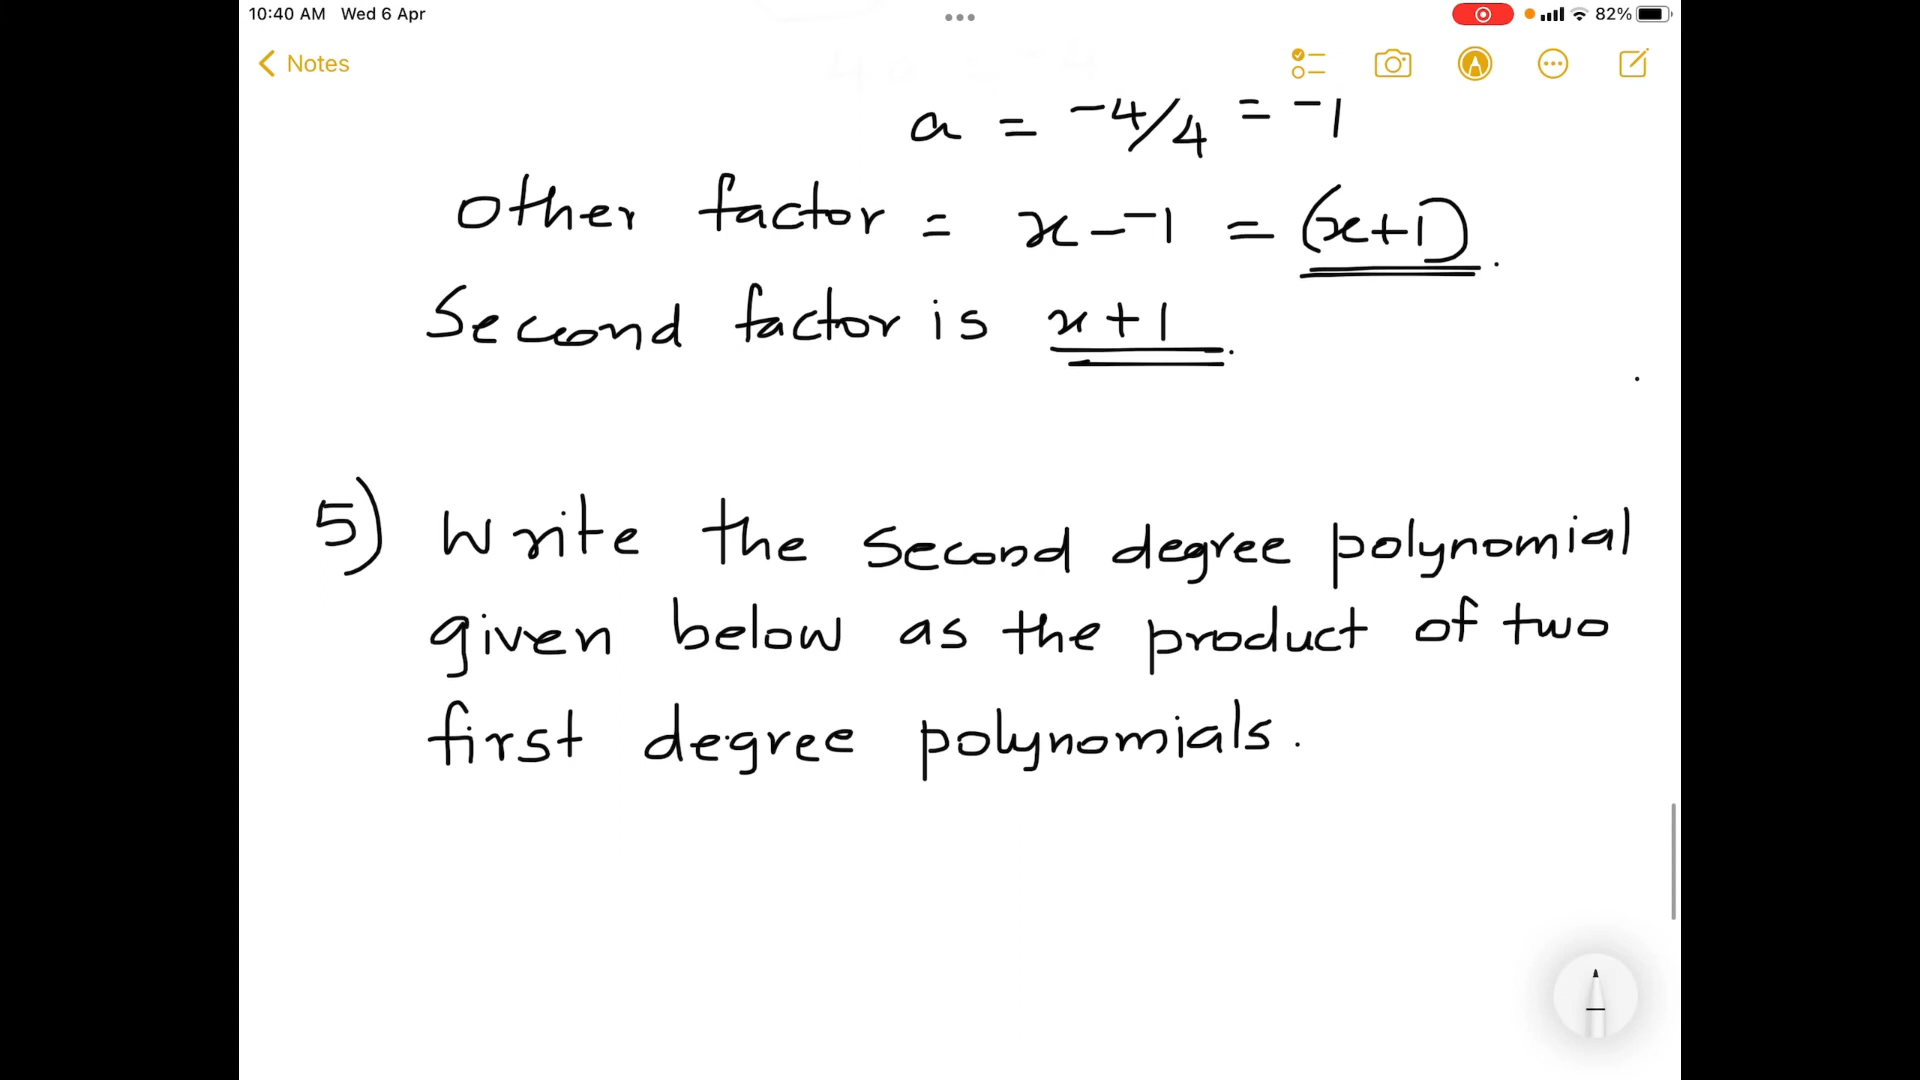 10:40 AM Wed 6 Apr
82%
Notes
a = -4/4 = -1
other factor = x - -1 = (x+1).
Second factor is x+1.
5) Write the Second degree polynomial
given below as the product of two
first degree polynomials.